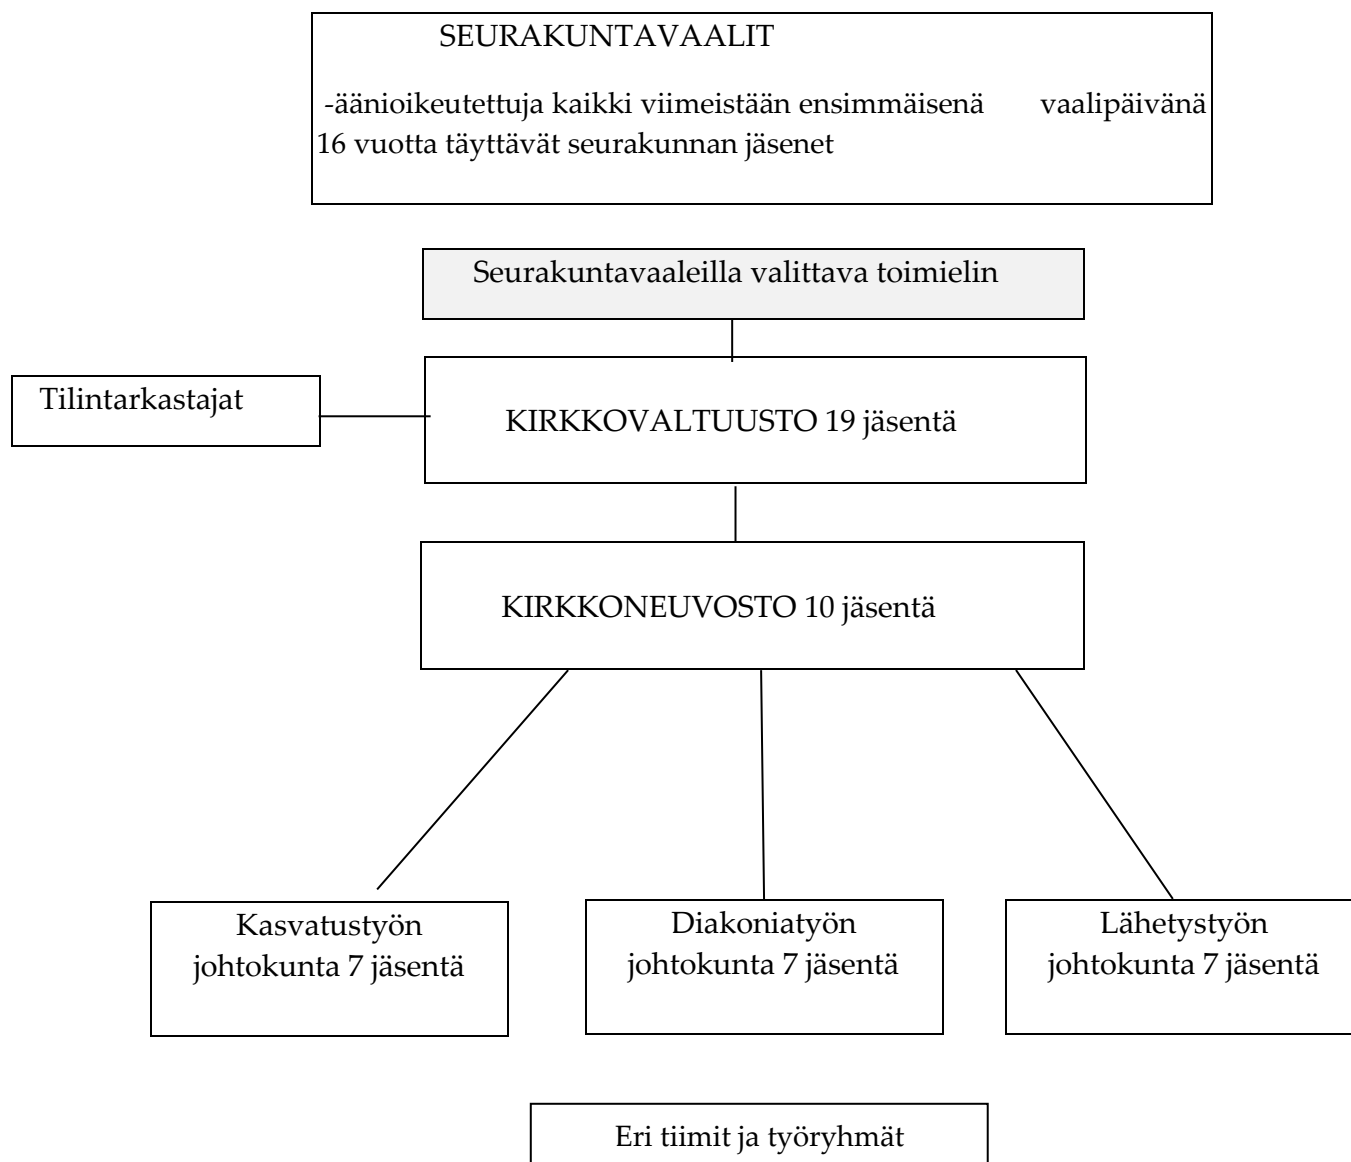 SEURAKUNTAVAALIT
-äänioikeutettuja kaikki viimeistään ensimmäisenä vaalipäivänä
16 vuotta täyttävät seurakunnan jäsenet
Seurakuntavaaleilla valittava toimielin
Tilintarkastajat
KIRKKOVALTUUSTO 19 jäsentä
KIRKKONEUVOSTO 10 jäsentä
Kasvatustyön
johtokunta 7 jäsentä
Diakoniatyön
johtokunta 7 jäsentä
Lähetystyön
johtokunta 7 jäsentä
Eri tiimit ja työryhmät